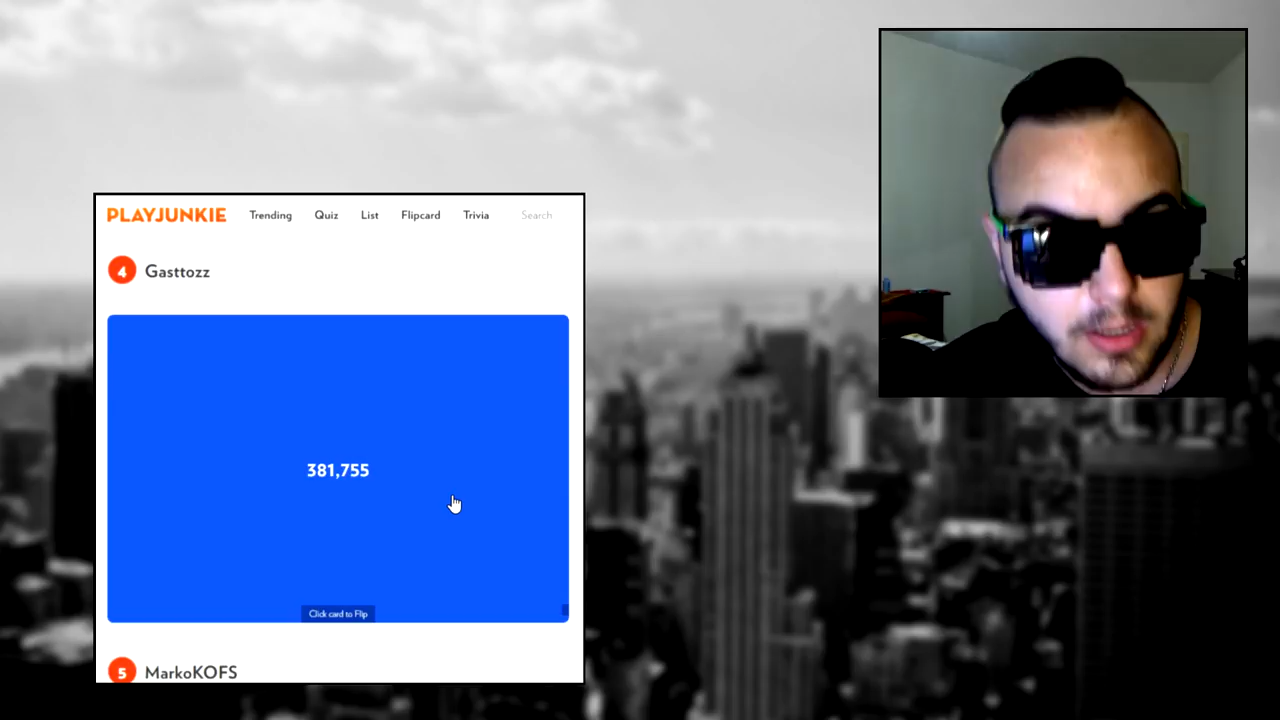 PLAYJUNKIE Trending Quiz List Flipcard Trivia Search
4 Gasttozz
381,755
Click card to Flip
5 MarkoKOFS